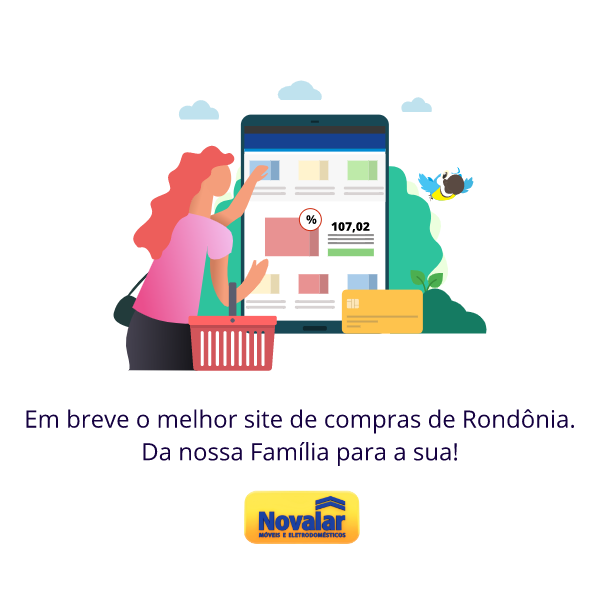 %
107,02
Em breve o melhor site de compras de Rondônia.
Da nossa Família para a sua!
Novalar
MÓVEIS E ELETRODOMÉSTICOS